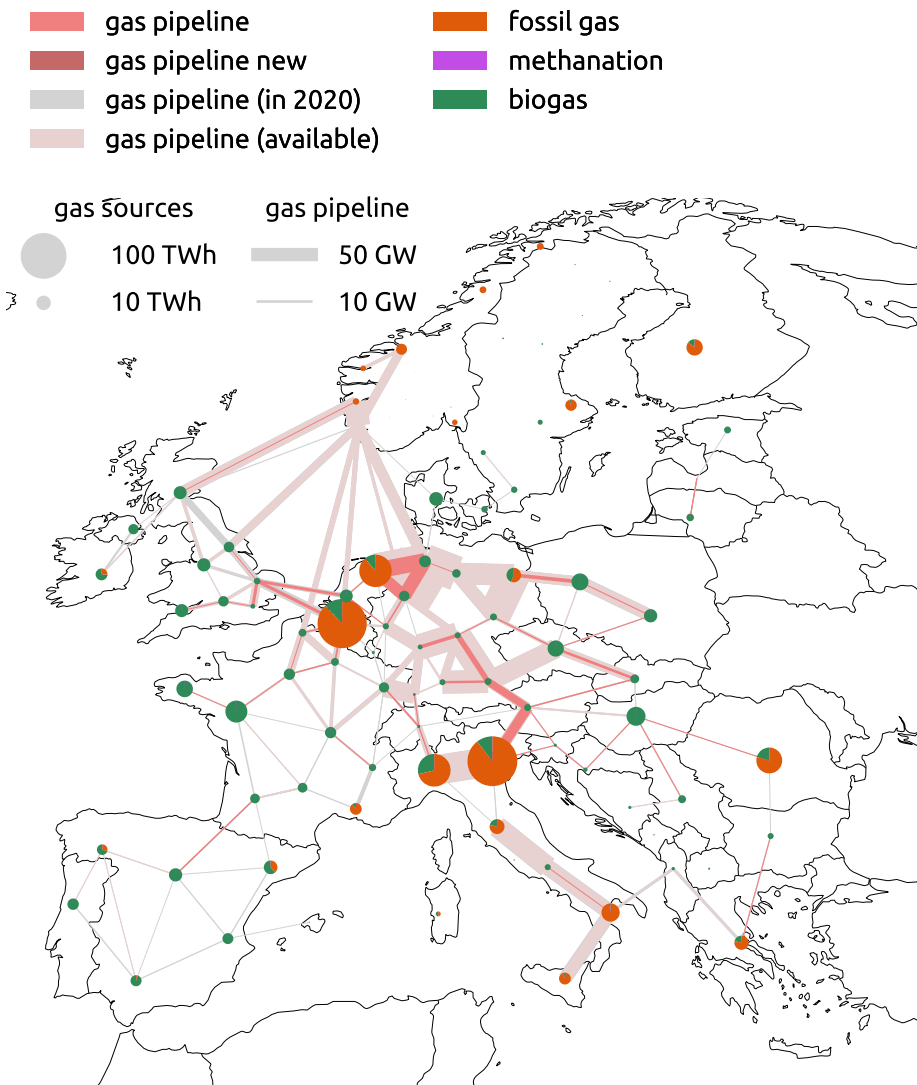 gas pipeline
gas pipeline new
gas pipeline (in 2020)
gas pipeline (available)
fossil gas
methanation
biogas
gas sources
100 TWh
10 TWh
gas pipeline
50 GW
10 GW